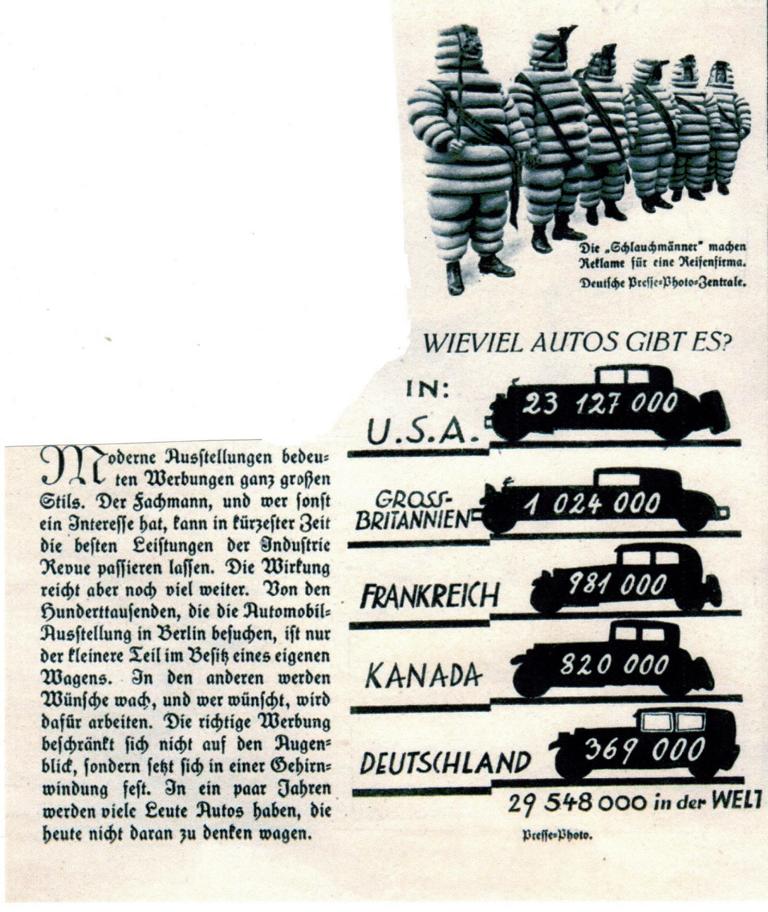 Die „Schlauchmänner" machen
Reklame für eine Reifenfirma.
Deutsche Presse-Photo-Zentrale.
WIEVIEL AUTOS GIBT ES?
IN:
U.S.A. 23 127 000
GROSS-
BRITANNIEN 1 024 000
FRANKREICH 981 000
KANADA 820 000
DEUTSCHLAND 369 000
29 548 000 in der WELT
Presse-Photo.
Moderne Ausstellungen bedeu-
ten Werbungen ganz großen
Stils. Der Fachmann, und wer sonst
ein Interesse hat, kann in kürzester Zeit
die besten Leistungen der Industrie
Revue passieren lassen. Die Wirkung
reicht aber noch viel weiter. Von den
Hunderttausenden, die die Automobil-
Ausstellung in Berlin besuchen, ist nur
der kleinere Teil im Besitz eines eigenen
Wagens. In den anderen werden
Wünsche wach, und wer wünscht, wird
dafür arbeiten. Die richtige Werbung
beschränkt sich nicht auf den Augen-
blick, sondern setzt sich in einer Gehirn-
windung fest. In ein paar Jahren
werden viele Leute Autos haben, die
heute nicht daran zu denken wagen.